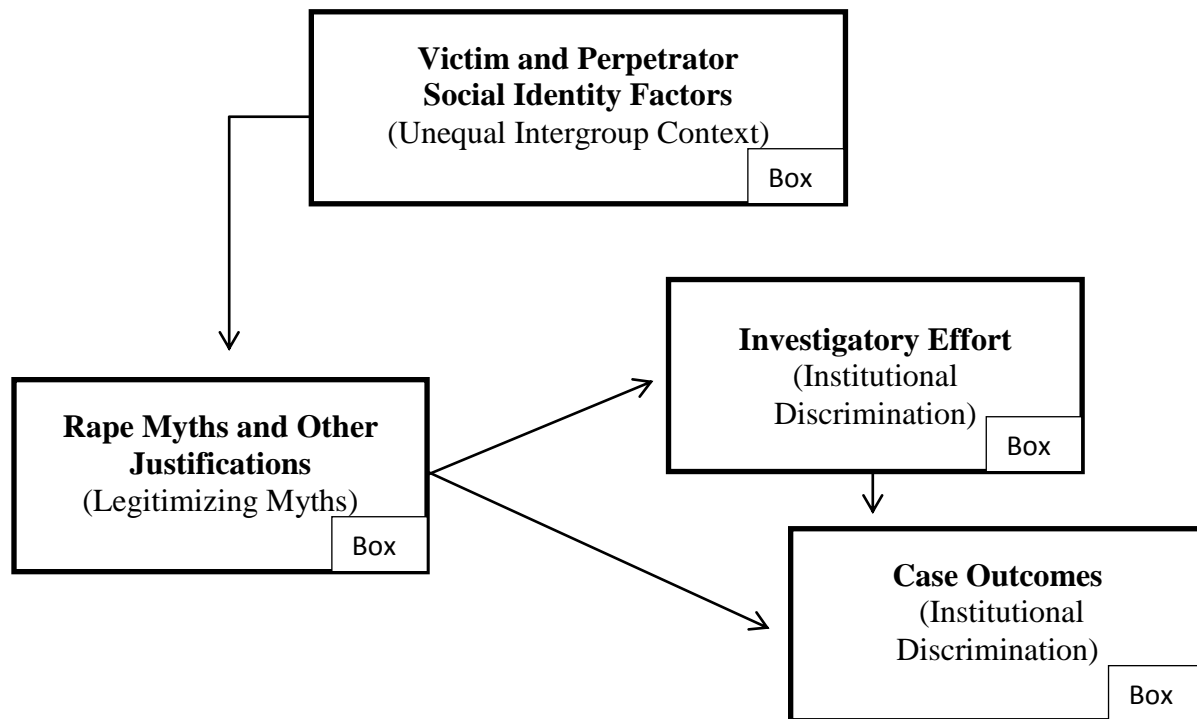 Victim and Perpetrator
Social Identity Factors
(Unequal Intergroup Context)
Box
Investigatory Effort
(Institutional
Discrimination)
Box
Rape Myths and Other
Justifications
(Legitimizing Myths)
Box
Case Outcomes
(Institutional
Discrimination)
Box